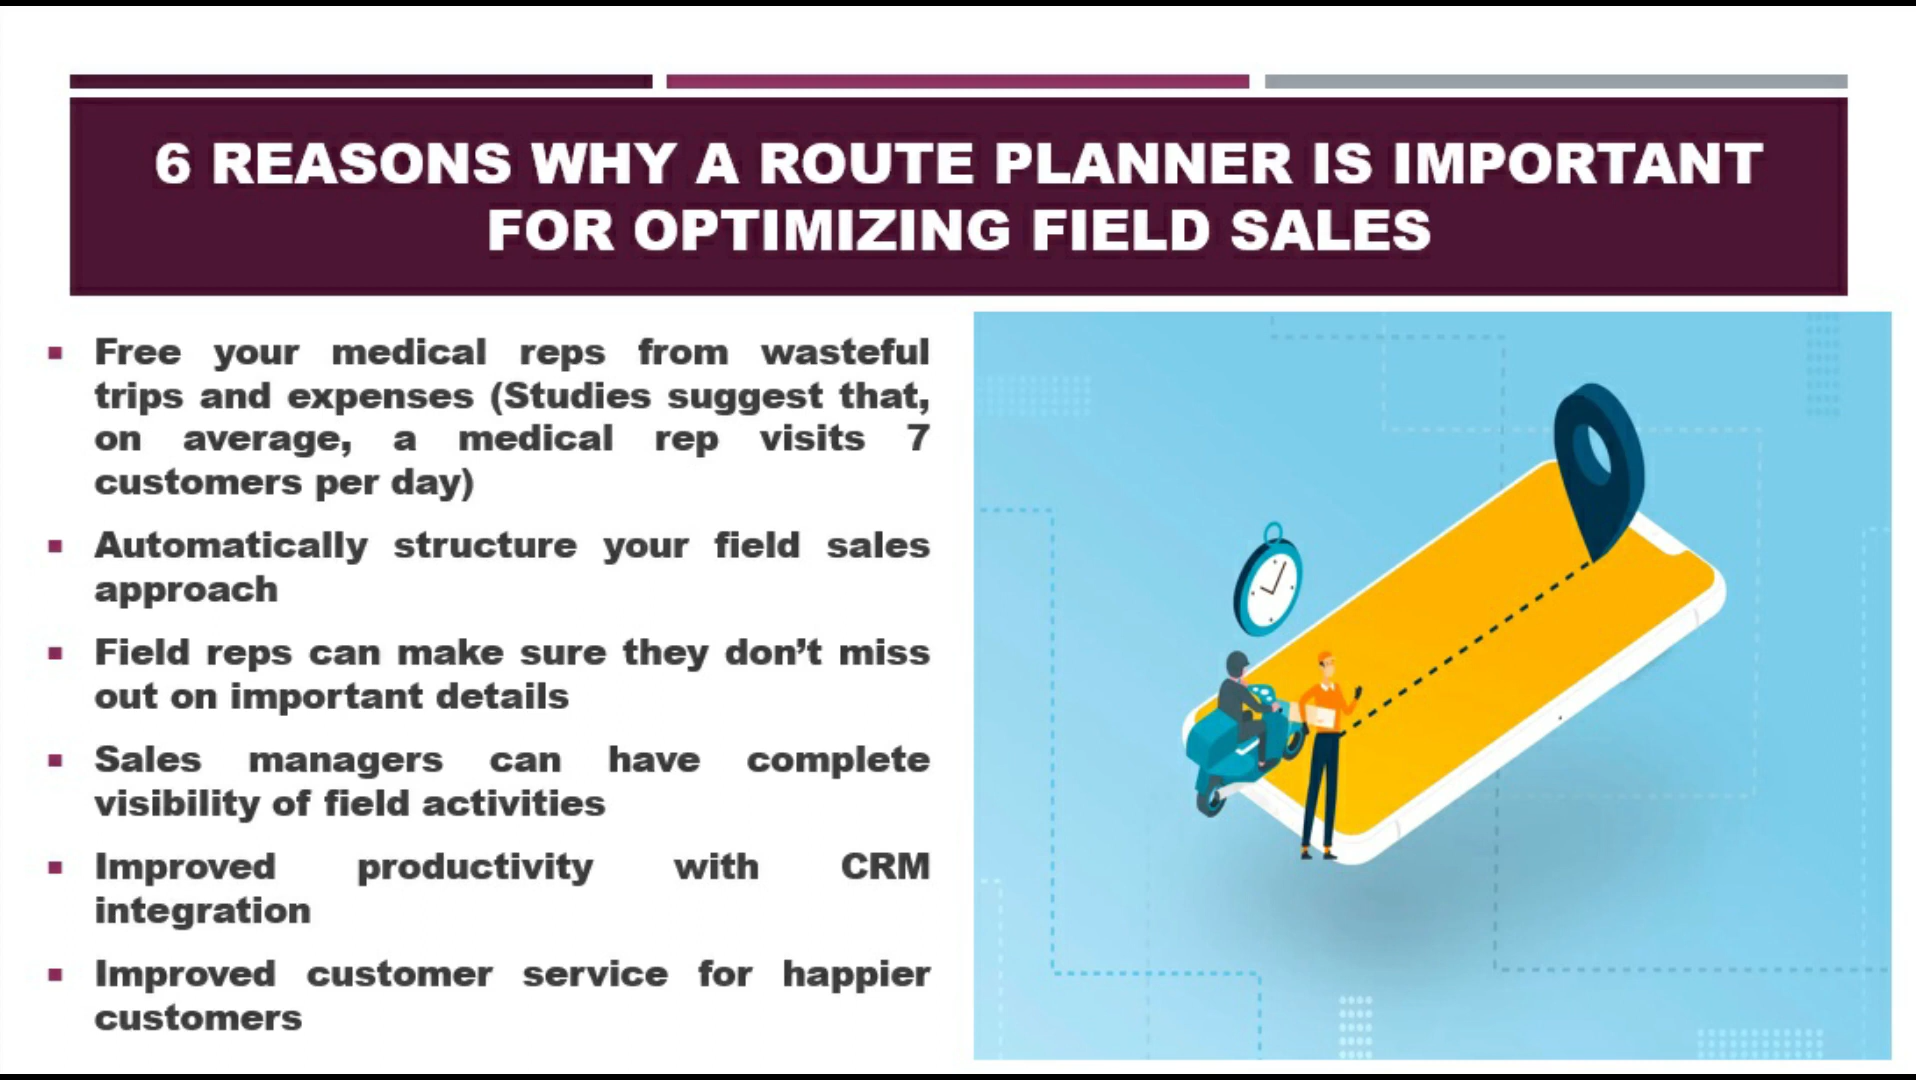 6 REASONS WHY A ROUTE PLANNER IS IMPORTANT
FOR OPTIMIZING FIELD SALES
Free your medical reps from wasteful
trips and expenses (Studies suggest that,
on average, a medical rep visits 7
customers per day)
Automatically structure your field sales
approach
Field reps can make sure they don’t miss
out on important details
Sales managers can have complete
visibility of field activities
Improved productivity with CRM
integration
Improved customer service for happier
customers